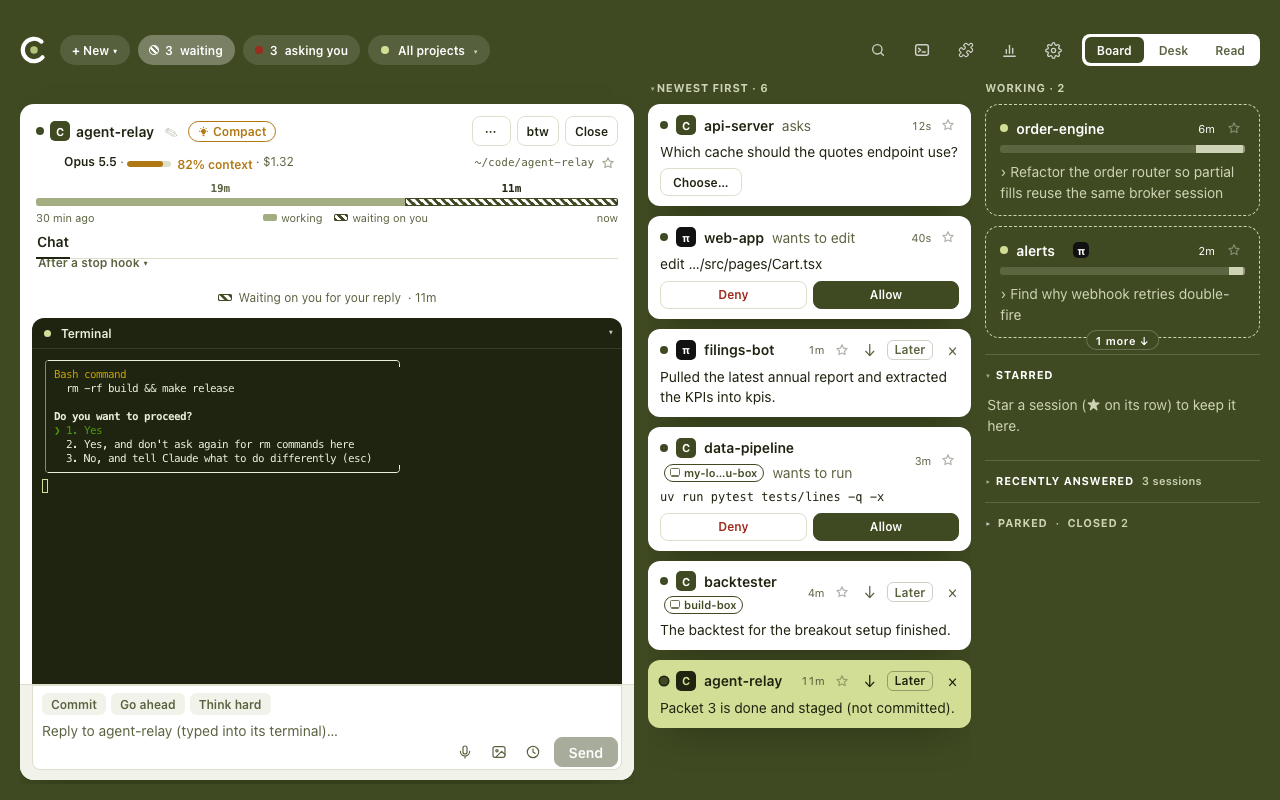 + New
3 waiting
3 asking you
All projects
Board
Desk
Read
C agent-relay
Compact
...
btw
Close
Opus 5.5 · 82% context · $1.32
~/code/agent-relay
19m
11m
30 min ago
working
waiting on you
now
Chat
After a stop hook
Waiting on you for your reply · 11m
Terminal
Bash command
rm -rf build && make release
Do you want to proceed?
❯ 1. Yes
2. Yes, and don't ask again for rm commands here
3. No, and tell Claude what to do differently (esc)
Commit
Go ahead
Think hard
Reply to agent-relay (typed into its terminal)...
Send
NEWEST FIRST · 6
C api-server asks
12s
Which cache should the quotes endpoint use?
Choose...
π web-app wants to edit
40s
edit .../src/pages/Cart.tsx
Deny
Allow
π filings-bot
1m
Later
Pulled the latest annual report and extracted
the KPIs into kpis.
C data-pipeline
my-lo...u-box wants to run
3m
uv run pytest tests/lines -q -x
Deny
Allow
C backtester
build-box
4m
Later
The backtest for the breakout setup finished.
C agent-relay
11m
Later
Packet 3 is done and staged (not committed).
WORKING · 2
order-engine
6m
› Refactor the order router so partial
fills reuse the same broker session
alerts π
2m
› Find why webhook retries double-
fire
1 more ↓
STARRED
Star a session (★ on its row) to keep it
here.
RECENTLY ANSWERED 3 sessions
PARKED · CLOSED 2